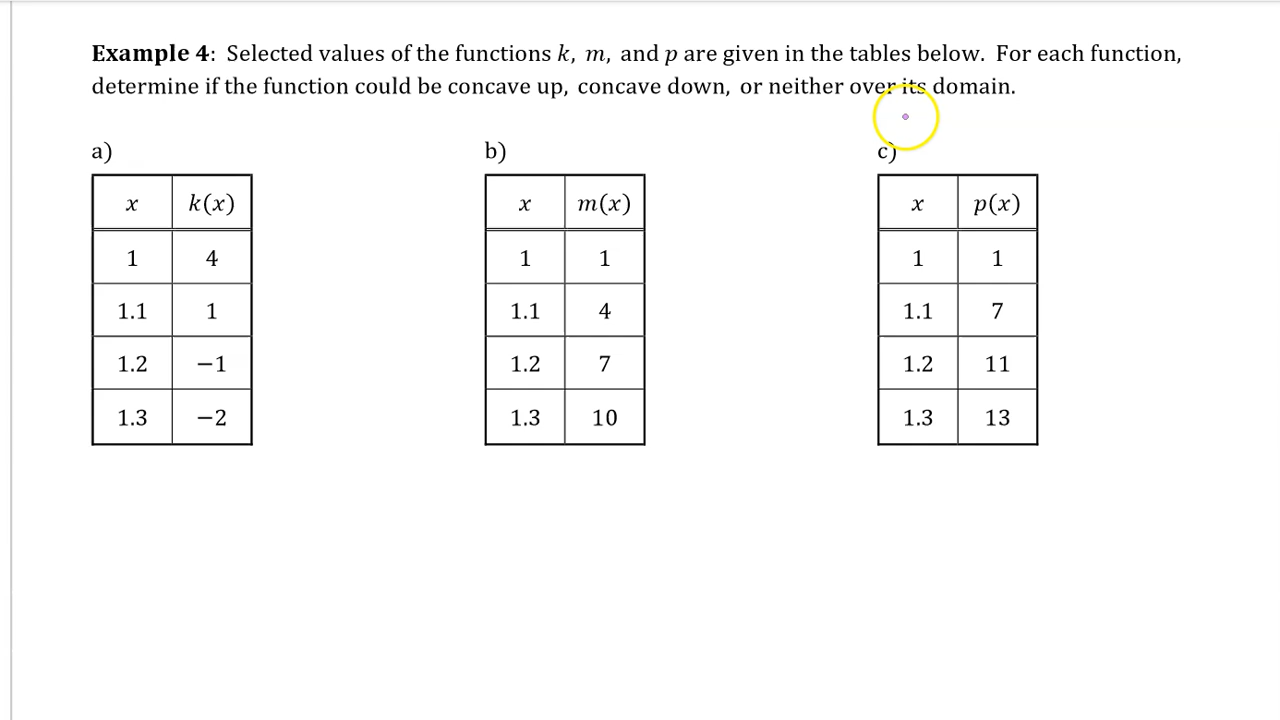 Example 4: Selected values of the functions k, m, and p are given in the tables below. For each function,
determine if the function could be concave up, concave down, or neither over its domain.
a) b) c)
x k(x) x m(x) x p(x)
1 4 1 1 1 1
1.1 1 1.1 4 1.1 7
1.2 −1 1.2 7 1.2 11
1.3 −2 1.3 10 1.3 13